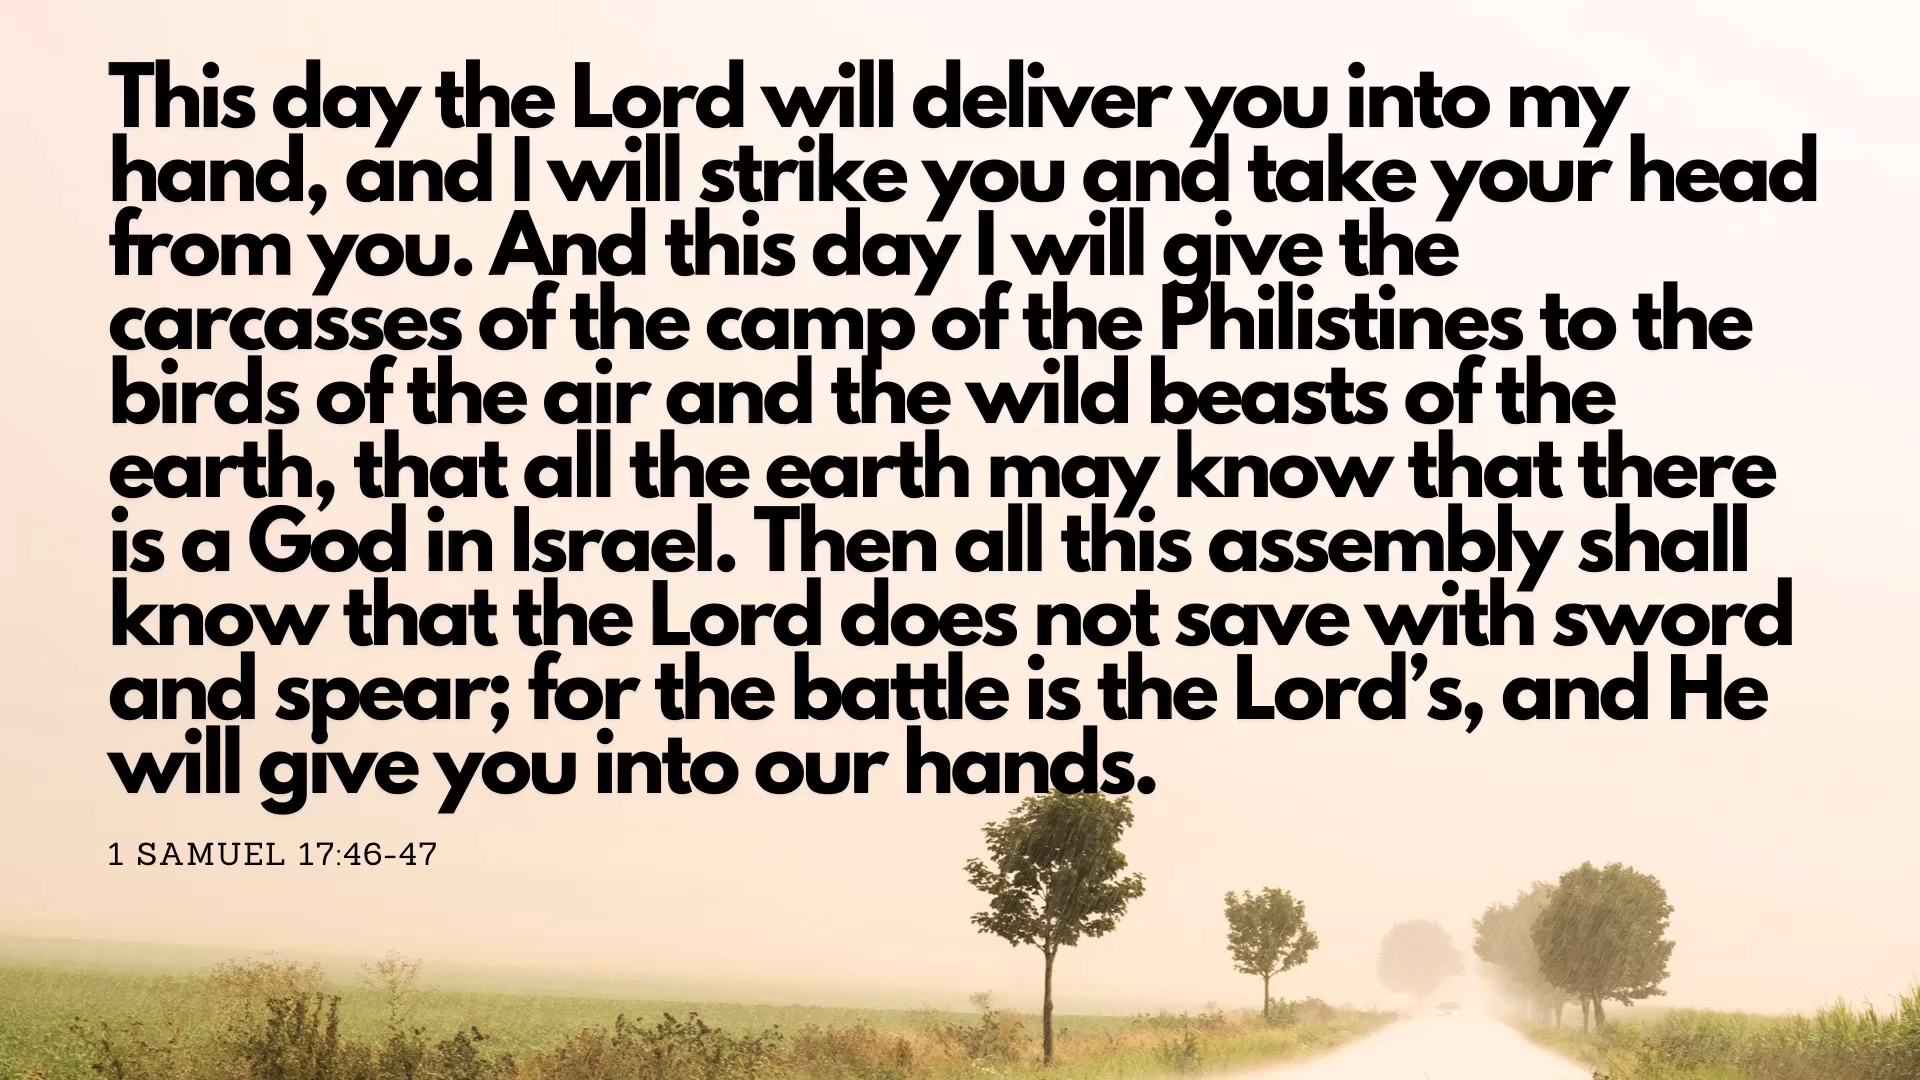 This day the Lord will deliver you into my
hand, and I will strike you and take your head
from you. And this day I will give the
carcasses of the camp of the Philistines to the
birds of the air and the wild beasts of the
earth, that all the earth may know that there
is a God in Israel. Then all this assembly shall
know that the Lord does not save with sword
and spear; for the battle is the Lord’s, and He
will give you into our hands.
1 SAMUEL 17:46-47